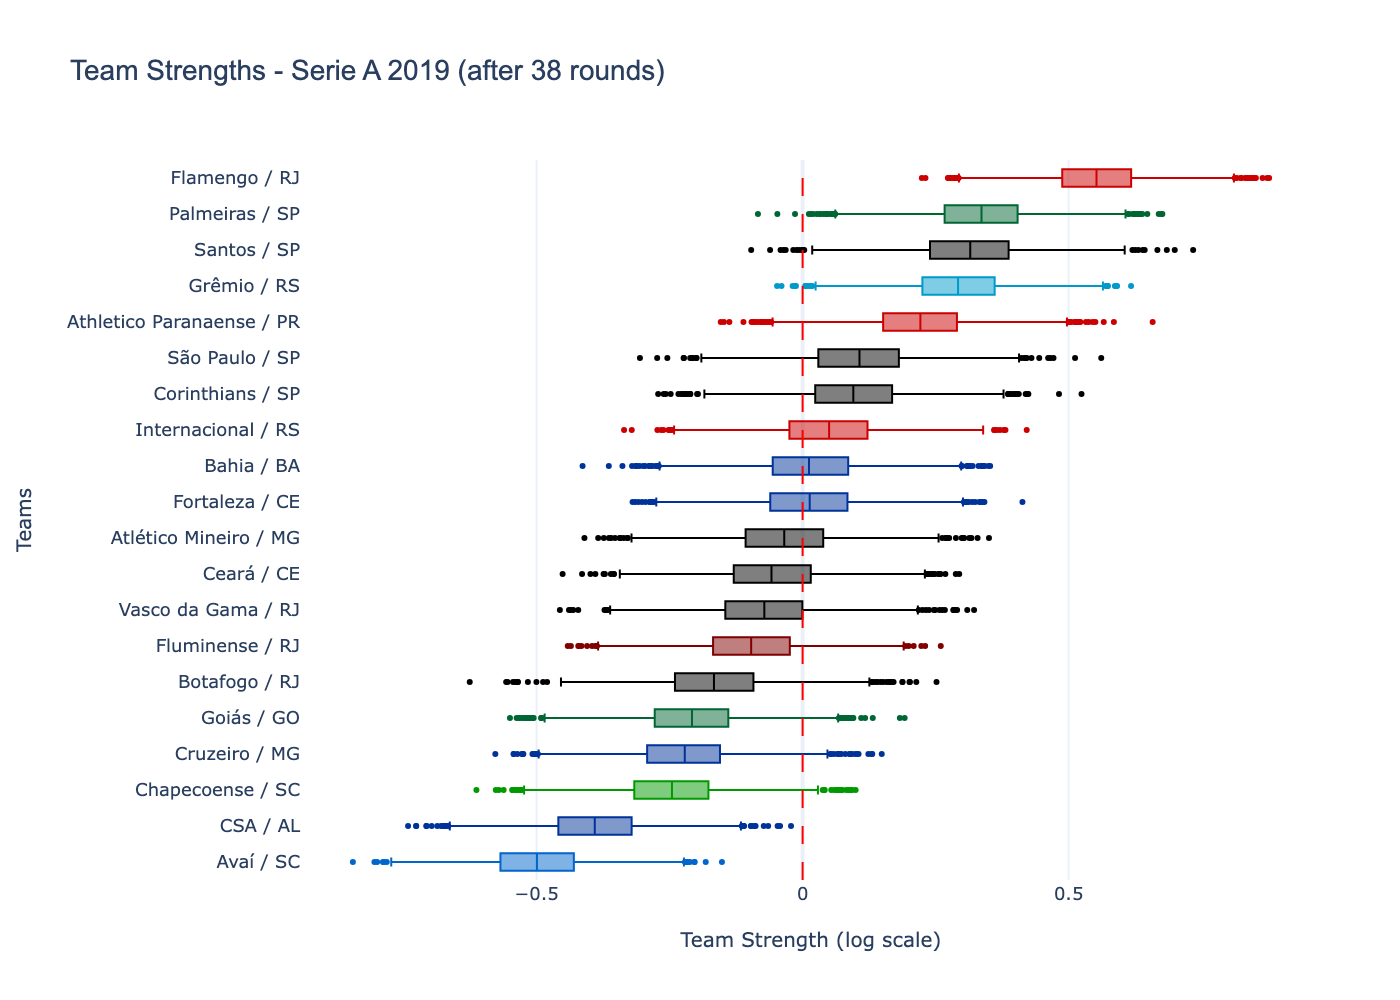 Team Strengths - Serie A 2019 (after 38 rounds)
Flamengo / RJ
Palmeiras / SP
Santos / SP
Grêmio / RS
Athletico Paranaense / PR
São Paulo / SP
Corinthians / SP
Internacional / RS
Bahia / BA
Fortaleza / CE
Atlético Mineiro / MG
Ceará / CE
Vasco da Gama / RJ
Fluminense / RJ
Botafogo / RJ
Goiás / GO
Cruzeiro / MG
Chapecoense / SC
CSA / AL
Avaí / SC
Teams
−0.5 0 0.5
Team Strength (log scale)